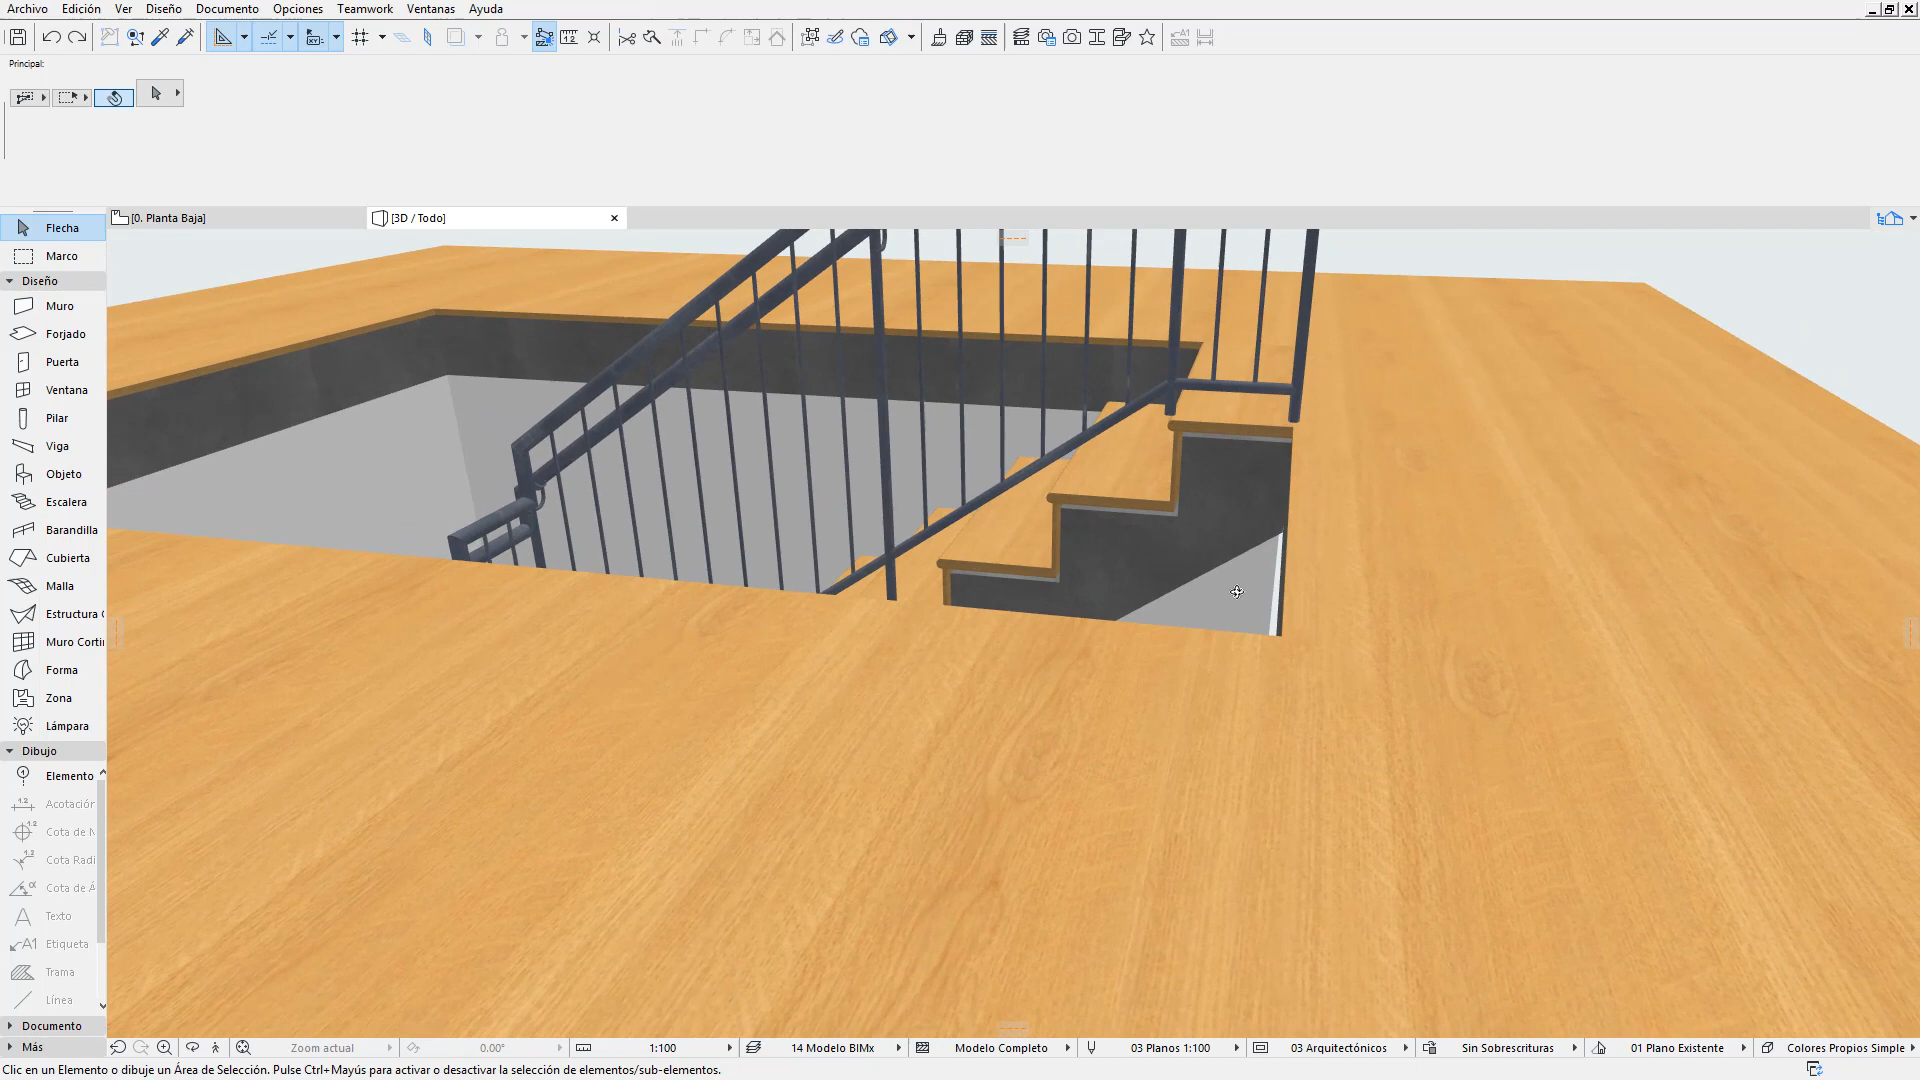 Archivo Edición Ver Diseño Documento Opciones Teamwork Ventanas Ayuda
Principal:
[0. Planta Baja]
[3D / Todo]
Flecha
Marco
Diseño
Muro
Forjado
Puerta
Ventana
Pilar
Viga
Objeto
Escalera
Barandilla
Cubierta
Malla
Estructura C
Muro Corti
Forma
Zona
Lámpara
Dibujo
Elemento
Acotación
Cota de N
Cota Radi
Cota de Á
Texto
Etiqueta
Trama
Línea
Documento
Más
Zoom actual 0.00° 1:100 14 Modelo BIMx Modelo Completo 03 Planos 1:100 03 Arquitectónicos Sin Sobrescrituras 01 Plano Existente Colores Propios Simple
Clic en un Elemento o dibuje un Área de Selección. Pulse Ctrl+Mayús para activar o desactivar la selección de elementos/sub-elementos.